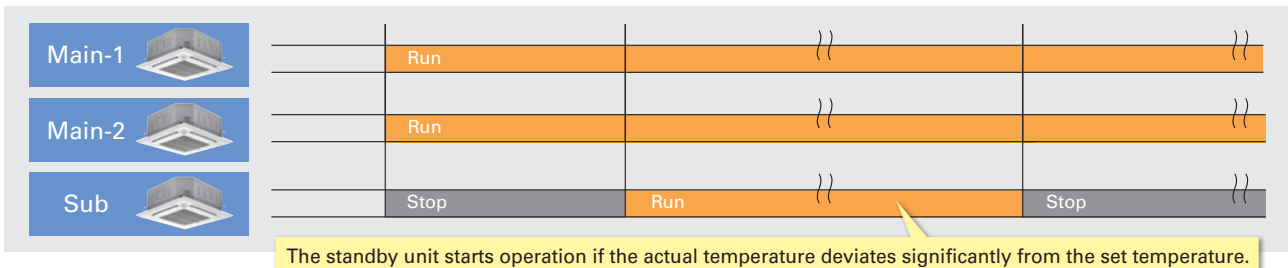 Main-1
Run
Main-2
Run
Sub
Stop
Run
Stop
The standby unit starts operation if the actual temperature deviates significantly from the set temperature.